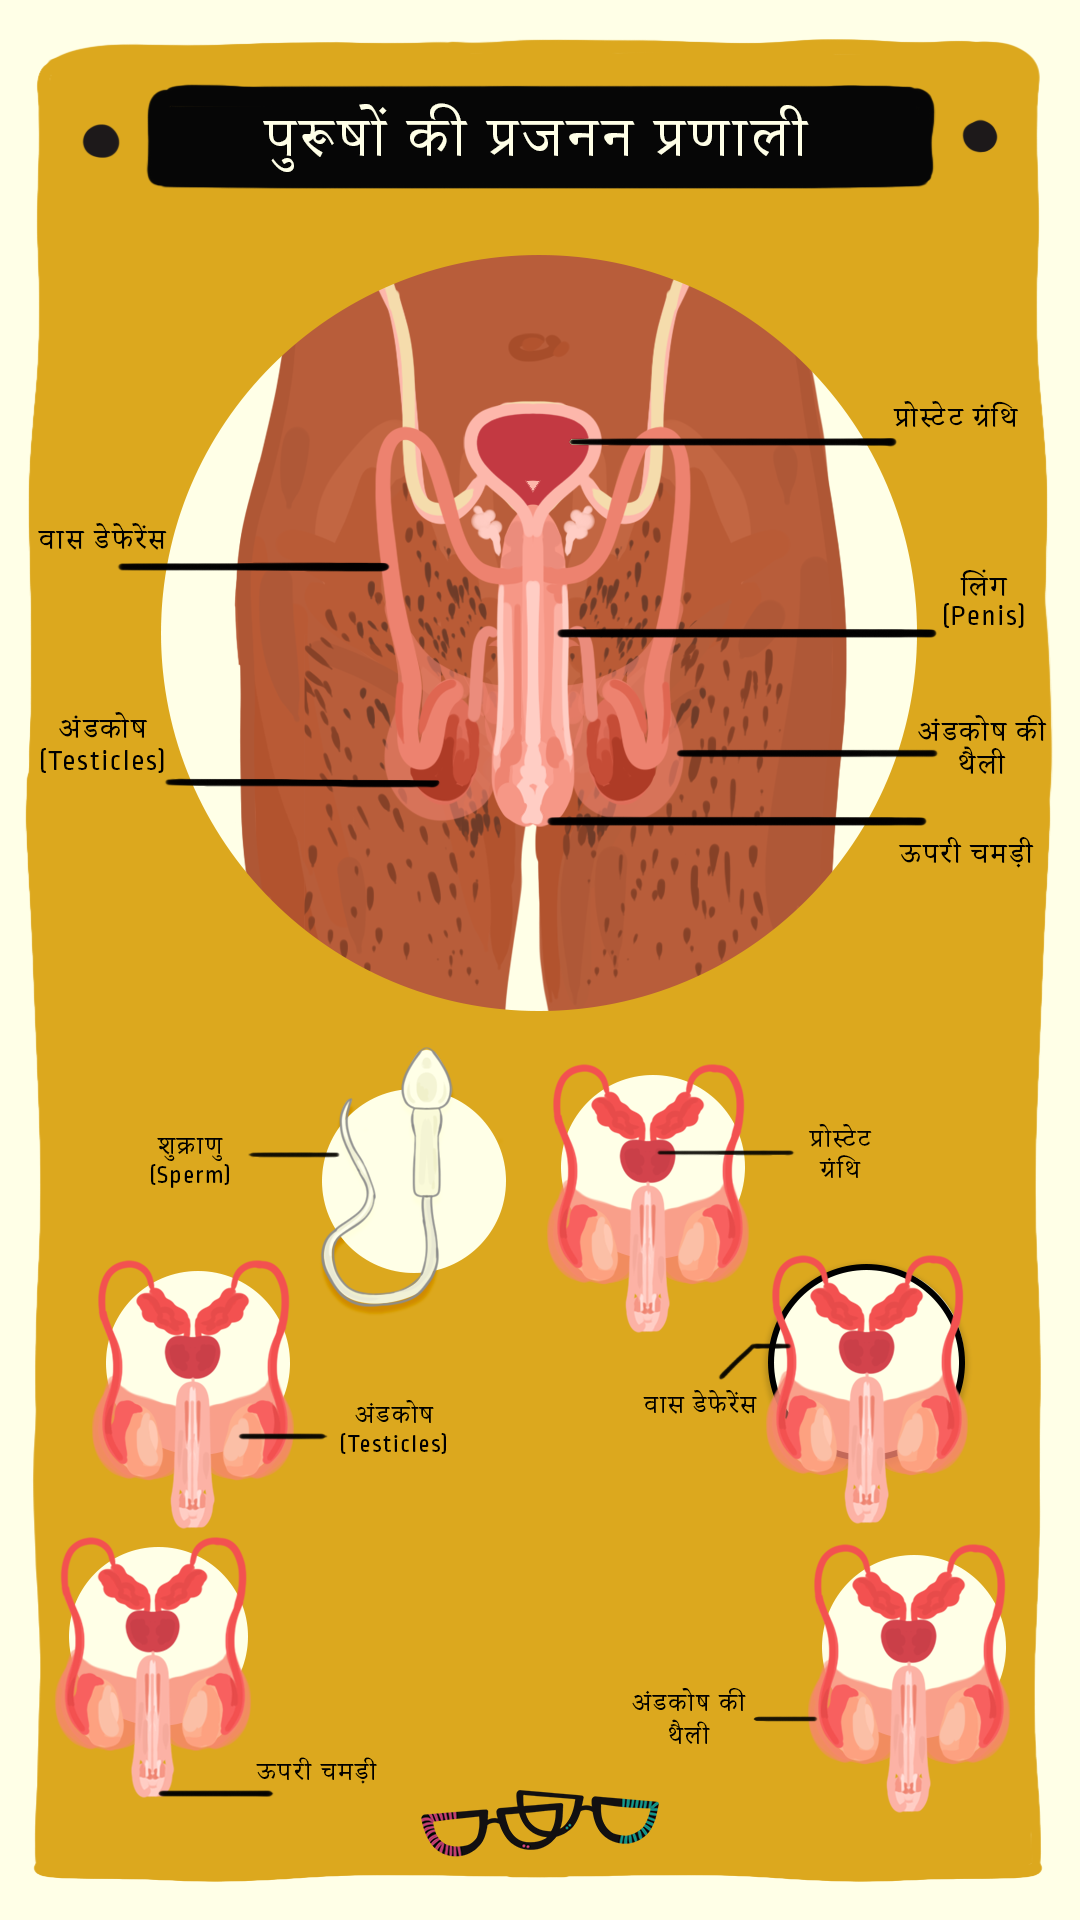 पुरूषों की प्रजनन प्रणाली
प्रोस्टेट ग्रंथि
वास डेफेरेंस
लिंग
(Penis)
अंडकोष
(Testicles)
अंडकोष की
थैली
ऊपरी चमड़ी
शुक्राणु
(Sperm)
प्रोस्टेट
ग्रंथि
वास डेफेरेंस
अंडकोष
(Testicles)
अंडकोष की
थैली
ऊपरी चमड़ी